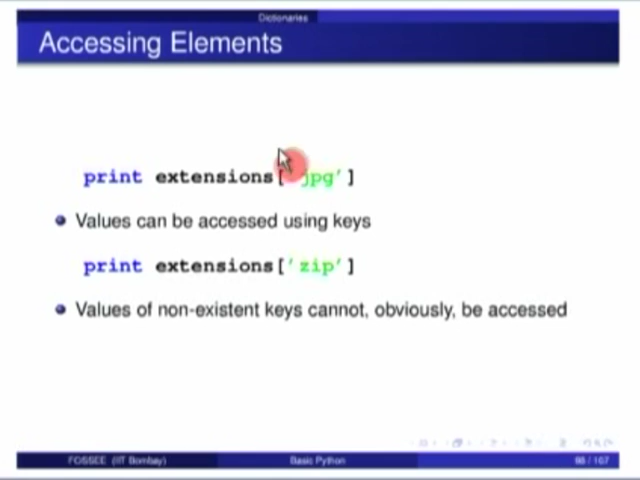 Dictionaries
Accessing Elements
print extensions['jpg']
Values can be accessed using keys
print extensions['zip']
Values of non-existent keys cannot, obviously, be accessed
FOSSEE (IIT Bombay)
Basic Python
/ 167